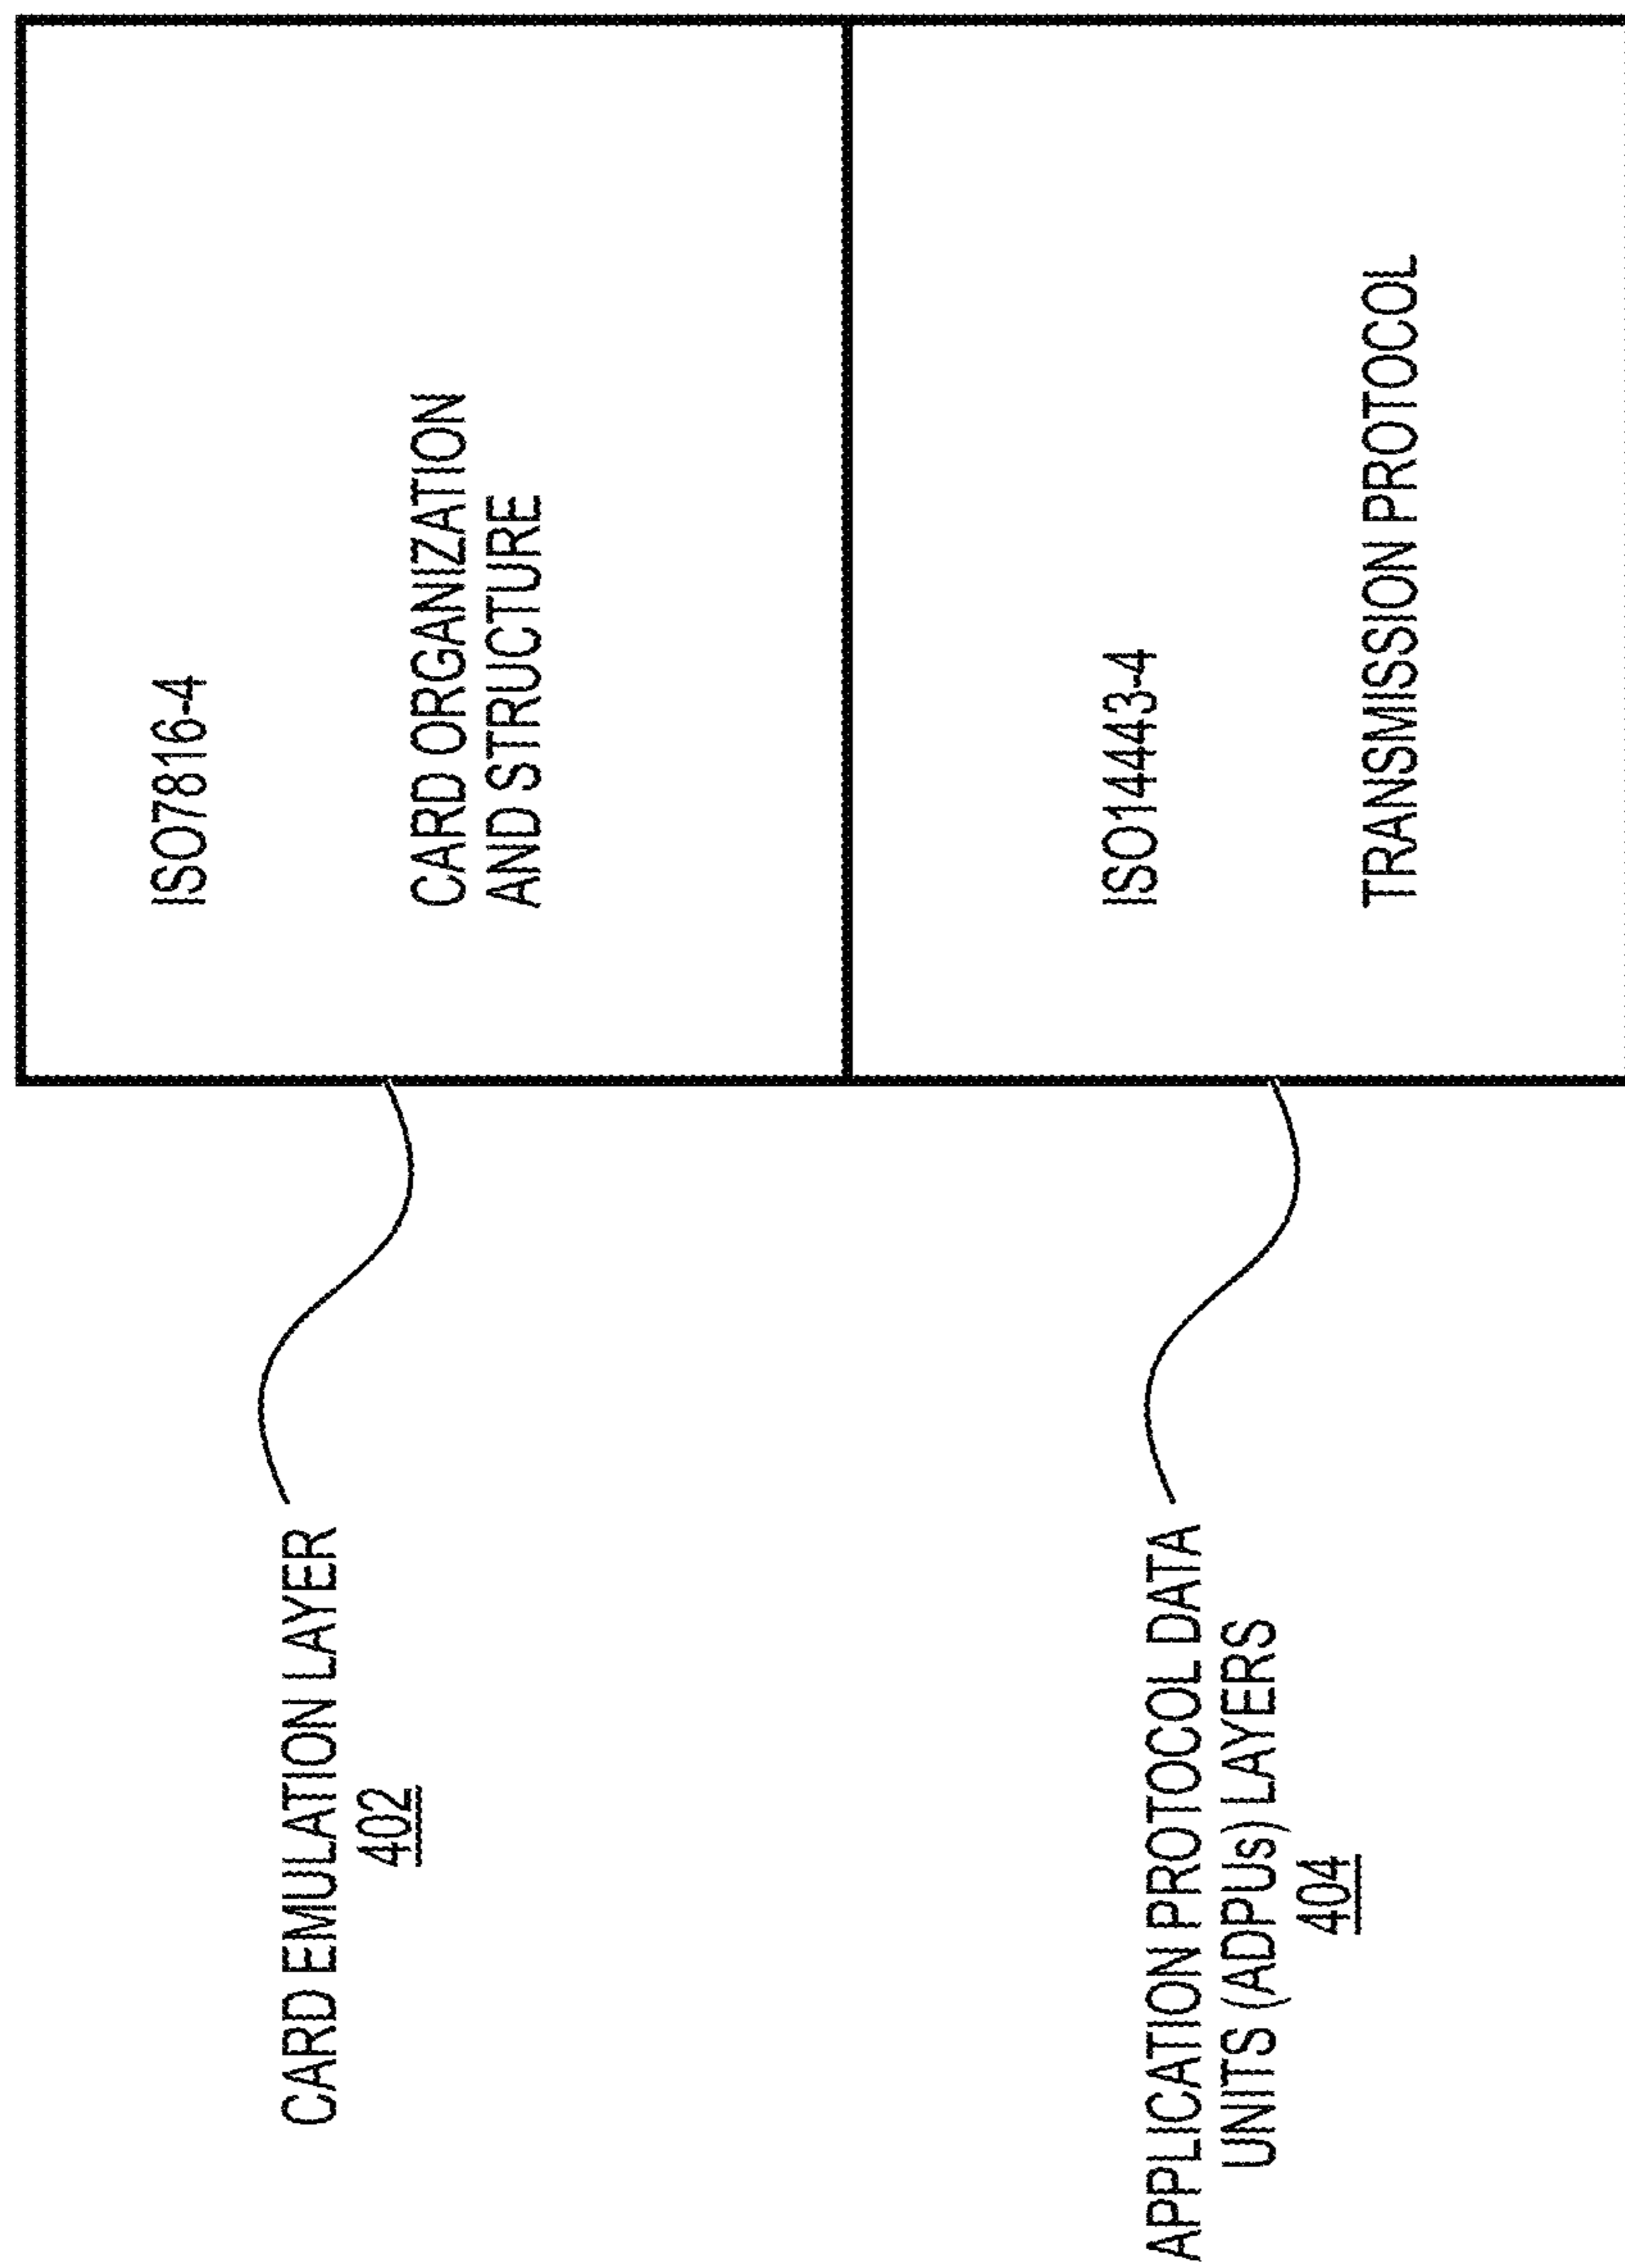 CARD EMULATION LAYER
402
ISO7816-4
CARD ORGANIZATION
AND STRUCTURE
APPLICATION PROTOCOL DATA
UNITS (ADPUs) LAYERS
404
ISO14443-4
TRANSMISSION PROTOCOL